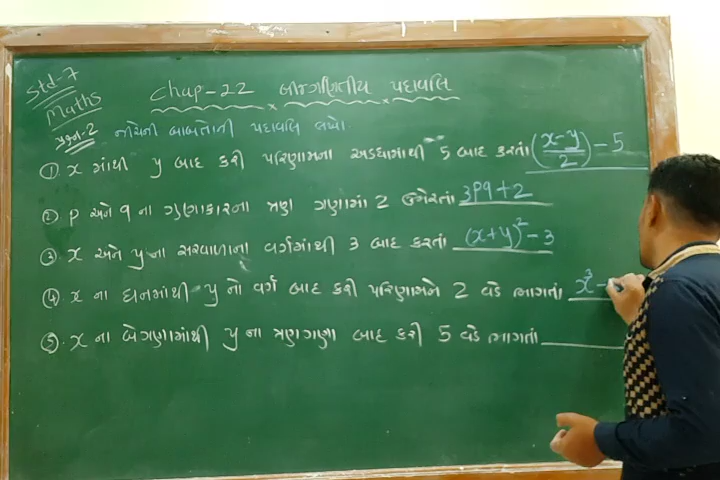 Std-7
Maths
Chap-22 બીજગણિતીય પદાવલિ
પ્રશ્ન-2 નીચેની બાબતોની પદાવલિ લખો।
① x માંથી y બાદ કરી પરિણામના અડધામાંથી 5 બાદ કરતાં (x-y/2) - 5
② p અને q ના ગુણાકારના ત્રણ ગણામાં 2 ઉમેરતાં 3pq + 2
③ x અને y ના સરવાળાના વર્ગમાંથી 3 બાદ કરતાં (x+y)² - 3
④ x ના ઘનમાંથી y નો વર્ગ બાદ કરી પરિણામને 2 વડે ભાગતાં x³ -
⑤ x ના બેગણામાંથી y ના ત્રણગણા બાદ કરી 5 વડે ભાગતાં